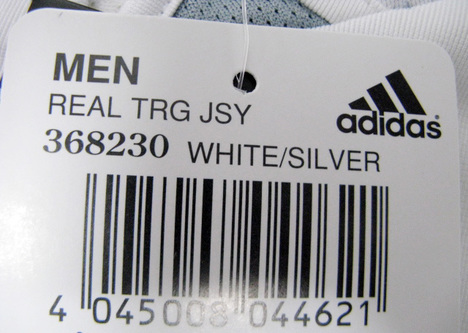 MEN
REAL TRG JSY
adidas
368230 WHITE/SILVER
4 045008 044621